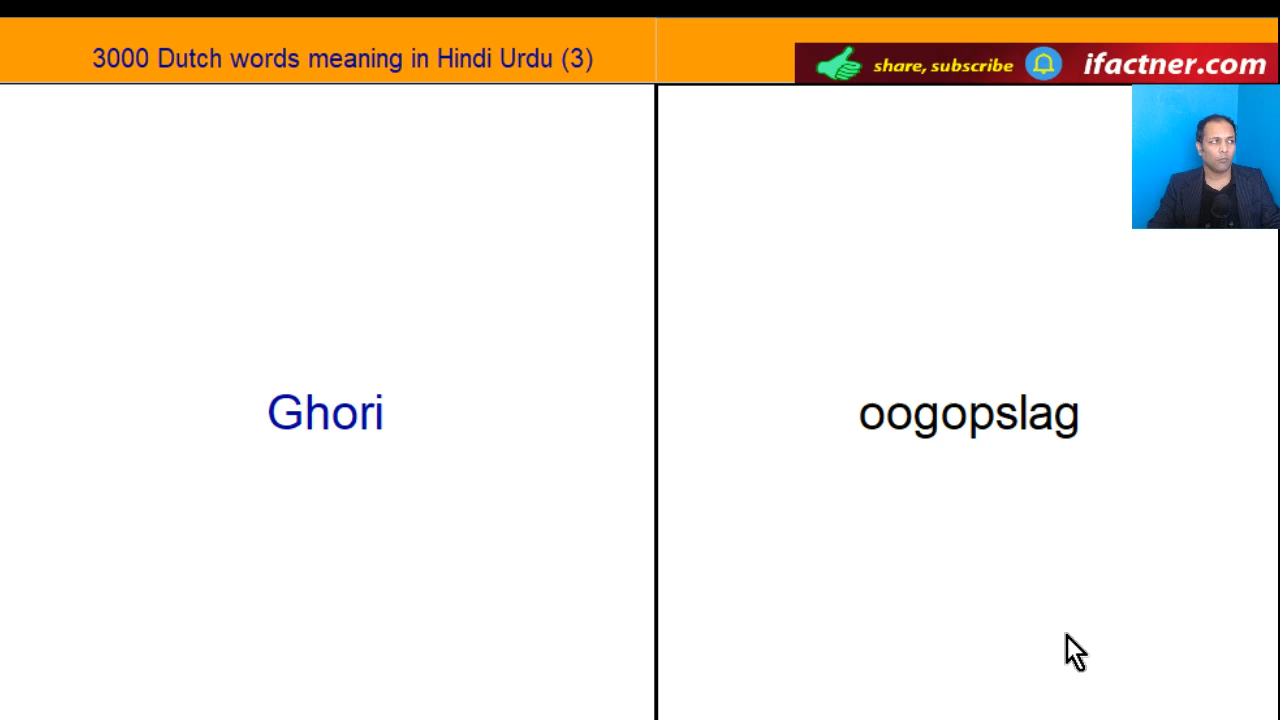 3000 Dutch words meaning in Hindi Urdu (3)
share, subscribe
ifactner.com
Ghori
oogopslag